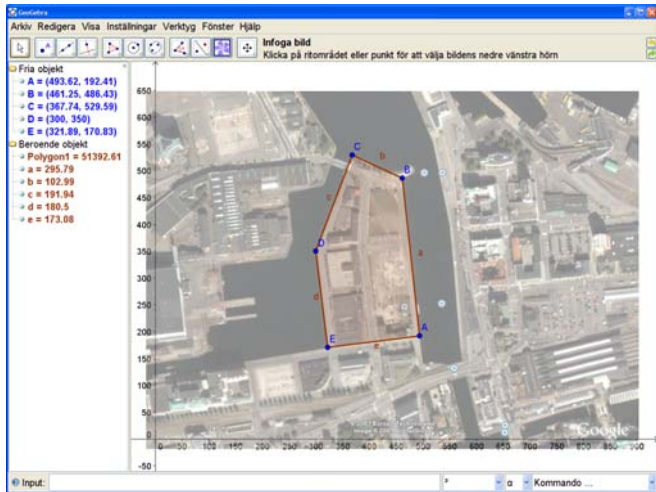 GeoGebra
Arkiv Redigera Visa Inställningar Verktyg Fönster Hjälp
Infoga bild
Klicka på ritområdet eller punkt för att välja bildens nedre vänstra hörn
Fria objekt
A = (493.62, 192.41)
B = (461.25, 486.43)
C = (367.74, 529.59)
D = (300, 350)
E = (321.89, 170.83)
Beroende objekt
Polygon1 = 51392.61
a = 295.79
b = 102.99
c = 191.94
d = 180.5
e = 173.08
650
600
550
500
450
400
350
300
250
200
150
100
50
0
-50
0 50 100 150 200 250 300 350 400 450 500 550 600 650 700 750 800 850 900
C
b
B
c
D
a
d
A
E
e
Google
Input:
α
Kommando ...